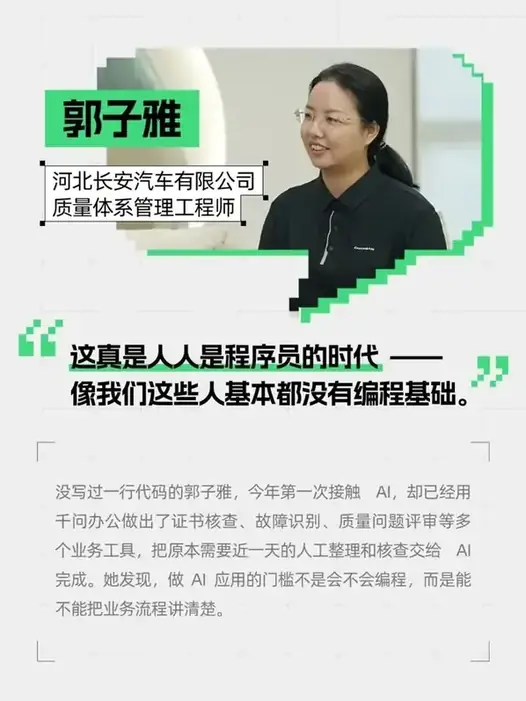 郭子雅
河北长安汽车有限公司
质量体系管理工程师
“这真是人人是程序员的时代 ——
像我们这些人基本都没有编程基础。”
没写过一行代码的郭子雅，今年第一次接触 AI，却已经用
千问办公做出了证书核查、故障识别、质量问题评审等多
个业务工具，把原本需要近一天的人工整理和核查交给 AI
完成。她发现，做 AI 应用的门槛不是会不会编程，而是能
不能把业务流程讲清楚。